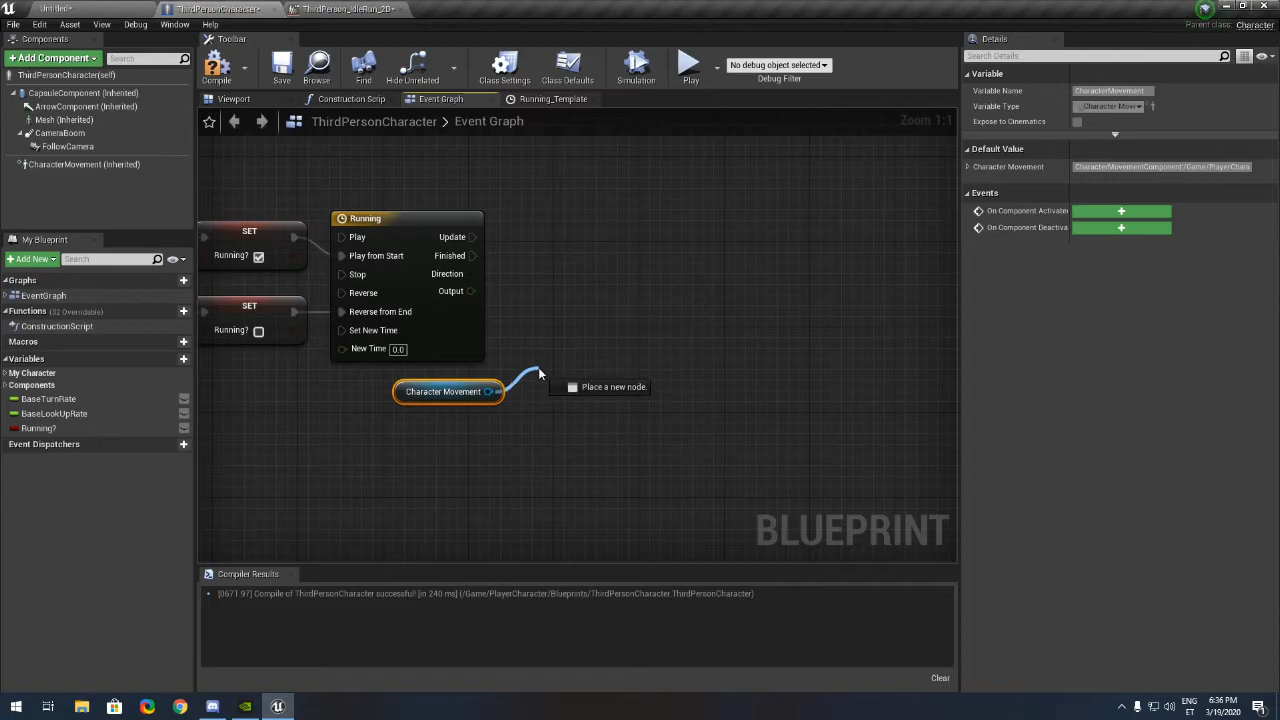 Untitled*
ThirdPersonCharacter*
ThirdPerson_IdleRun_2D*
File Edit Asset View Debug Window Help
Parent class: Character
Components
Toolbar
Details
+ Add Component
Search
Search Details
ThirdPersonCharacter(self)
CapsuleComponent (Inherited)
ArrowComponent (Inherited)
Mesh (Inherited)
CameraBoom
FollowCamera
CharacterMovement (Inherited)
Compile Save Browse Find Hide Unrelated Class Settings Class Defaults Simulation Play
No debug object selected
Debug Filter
Viewport Construction Scrip Event Graph Running_Template
ThirdPersonCharacter > Event Graph
Zoom 1:1
Variable
Variable Name CharacterMovement
Variable Type Character Mov
Expose to Cinematics
Default Value
Character Movement CharacterMovementComponent'/Game/PlayerChara
Events
On Component Activate
On Component Deactiva
My Blueprint
+ Add New Search
Graphs
EventGraph
Functions (32 Overridable)
ConstructionScript
Macros
Variables
My Character
Components
BaseTurnRate
BaseLookUpRate
Running?
Event Dispatchers
SET
Running?
SET
Running?
Running
Play Update
Play from Start Finished
Stop Direction
Reverse Output
Reverse from End
Set New Time
New Time 0.0
Character Movement
Place a new node.
BLUEPRINT
Compiler Results
[0671.97] Compile of ThirdPersonCharacter successful! [in 240 ms] (/Game/PlayerCharacter/Blueprints/ThirdPersonCharacter.ThirdPersonCharacter)
Clear
ENG
ET
6:36 PM
3/19/2020
1